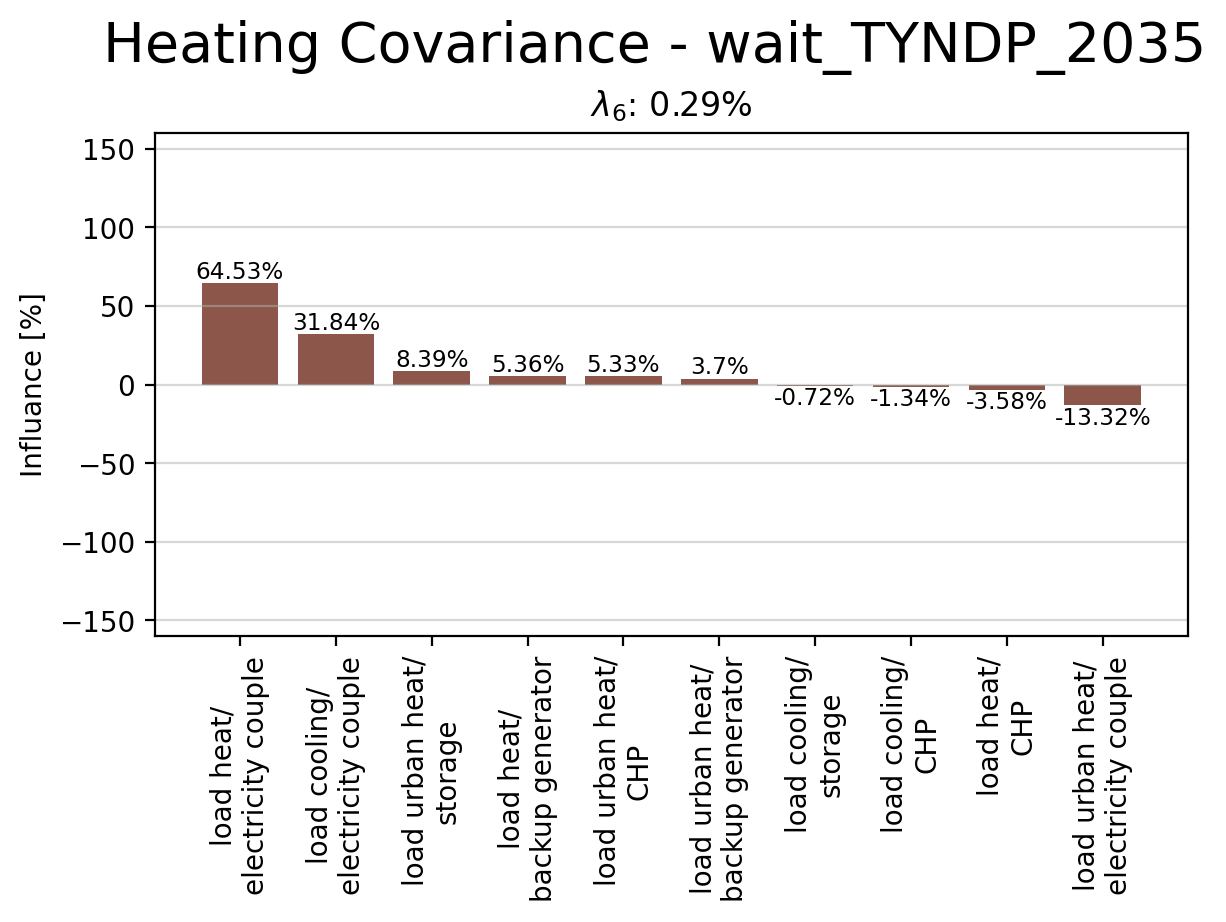 Heating Covariance - wait_TYNDP_2035
λ6: 0.29%
Influance [%]
150
100
50
0
−50
−100
−150
64.53%
31.84%
8.39%
5.36%
5.33%
3.7%
-0.72%
-1.34%
-3.58%
-13.32%
load heat/
electricity couple
load cooling/
electricity couple
load urban heat/
storage
load heat/
backup generator
load urban heat/
CHP
load urban heat/
backup generator
load cooling/
storage
load cooling/
CHP
load heat/
CHP
load urban heat/
electricity couple